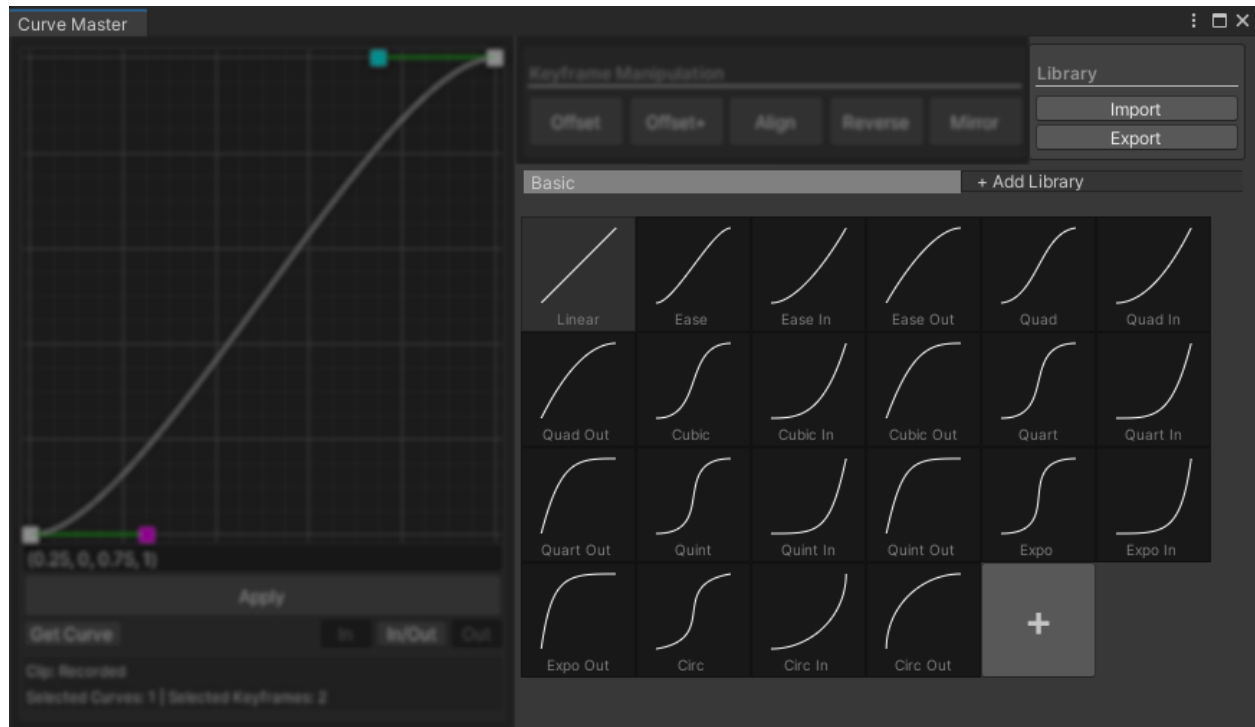 Curve Master
Keyframe Manipulation
Offset Offset+ Align Reverse Mirror
Library
Import
Export
Basic + Add Library
Linear Ease Ease In Ease Out Quad Quad In
Quad Out Cubic Cubic In Cubic Out Quart Quart In
Quart Out Quint Quint In Quint Out Expo Expo In
Expo Out Circ Circ In Circ Out +
(0.25, 0, 0.75, 1)
Apply
Get Curve In In/Out Out
Clip: Recorded
Selected Curves: 1 | Selected Keyframes: 2